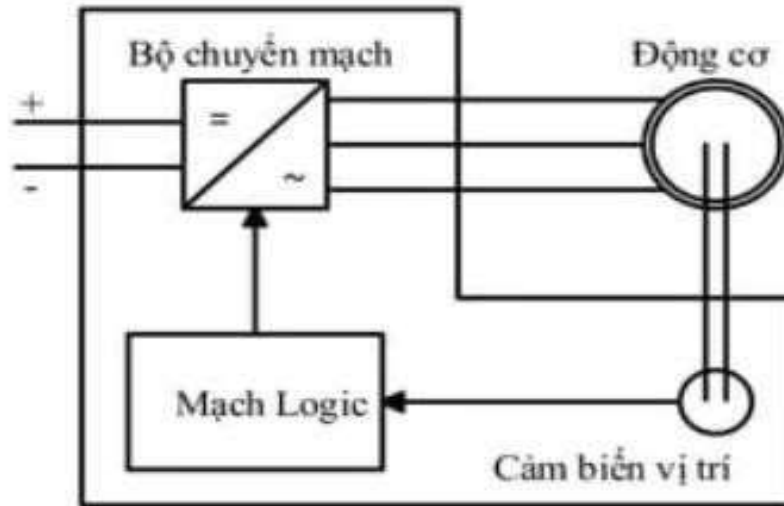 Bộ chuyển mạch
Động cơ
+
=
~
-
Mạch Logic
Cảm biến vị trí